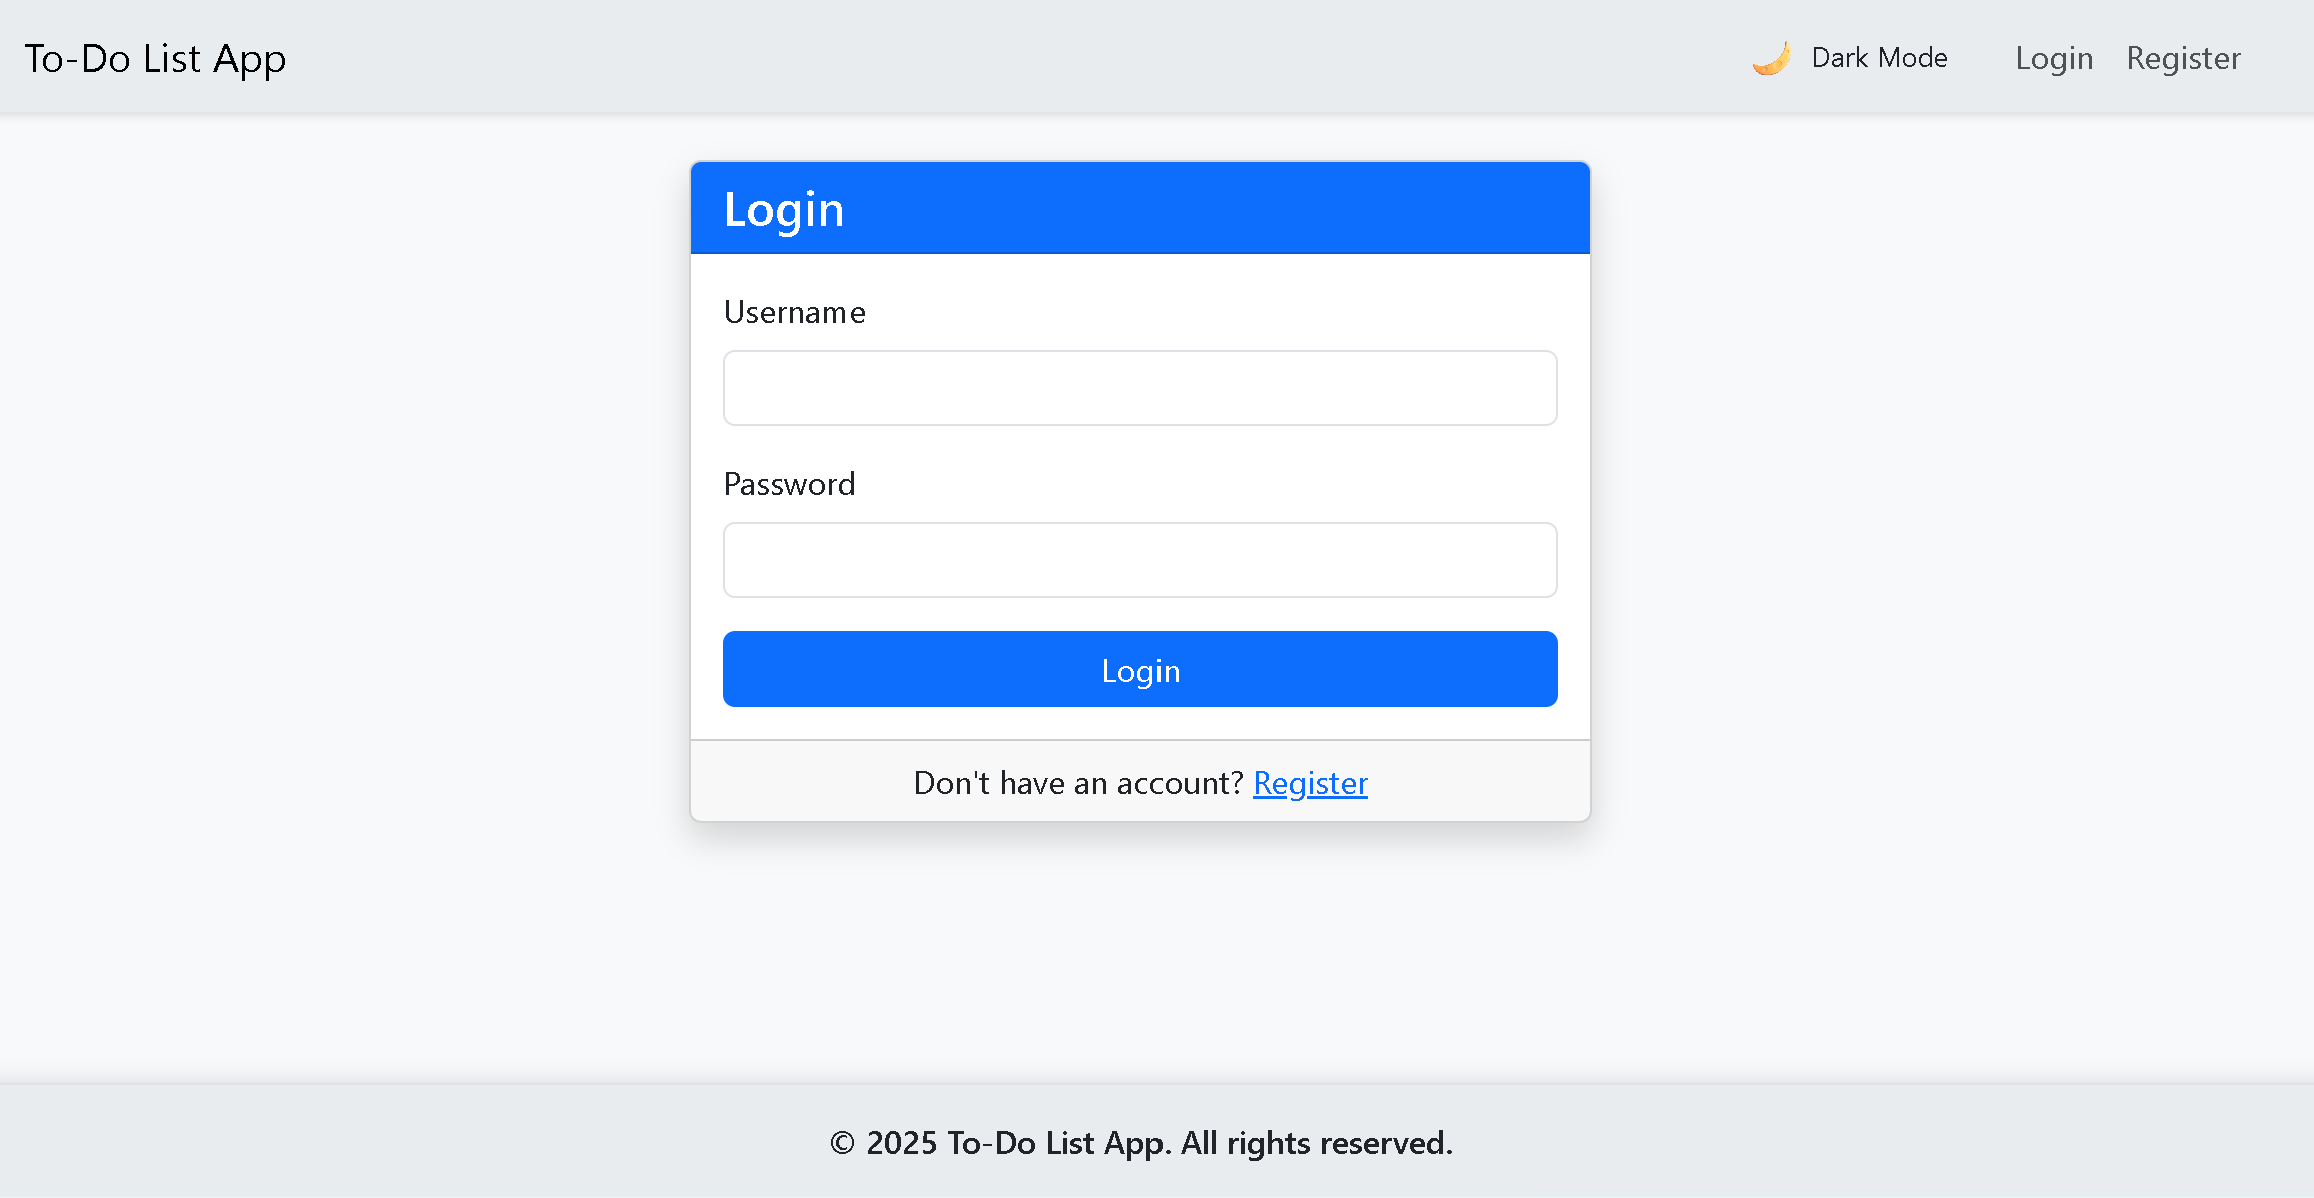 To-Do List App
Dark Mode
Login
Register
Login
Username
Password
Login
Don't have an account? Register
© 2025 To-Do List App. All rights reserved.